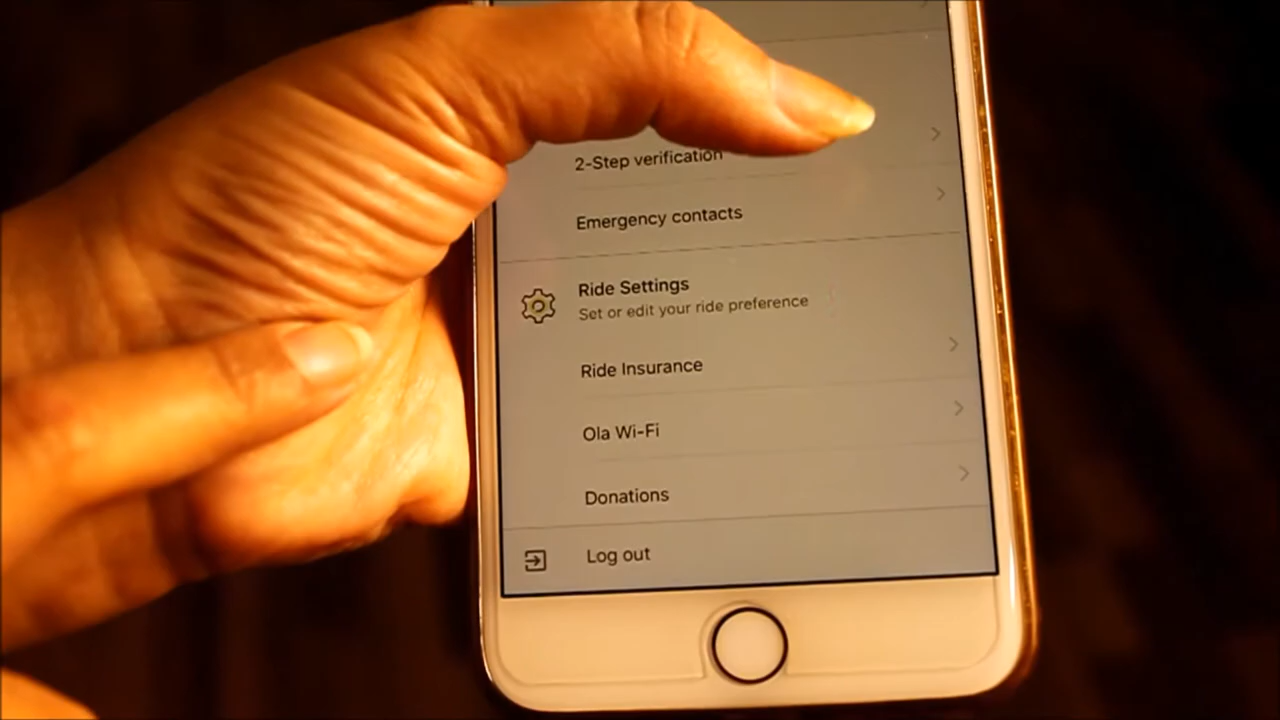 2-Step verification
Emergency contacts
Ride Settings
Set or edit your ride preference
Ride Insurance
Ola Wi-Fi
Donations
Log out